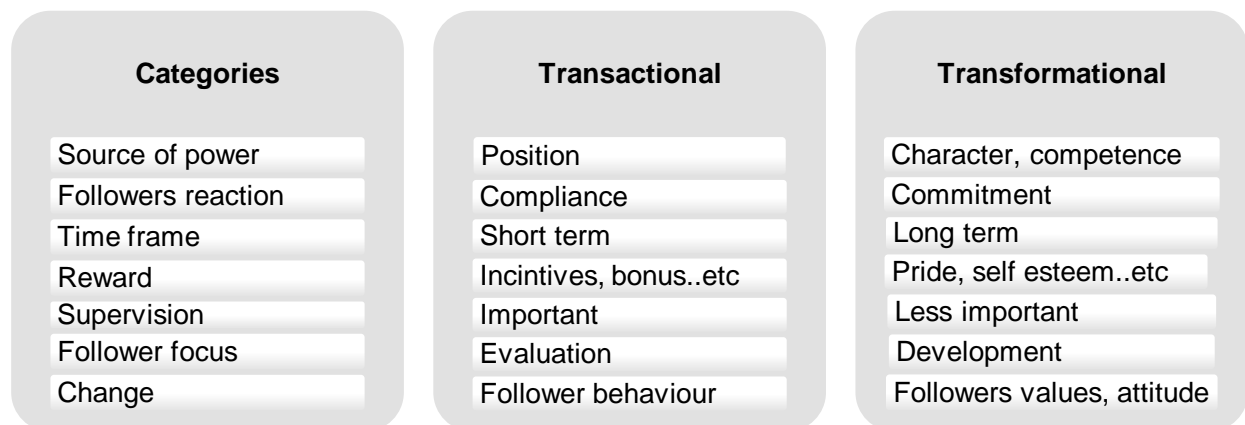 Categories
Source of power
Followers reaction
Time frame
Reward
Supervision
Follower focus
Change
Transactional
Position
Compliance
Short term
Incintives, bonus..etc
Important
Evaluation
Follower behaviour
Transformational
Character, competence
Commitment
Long term
Pride, self esteem..etc
Less important
Development
Followers values, attitude